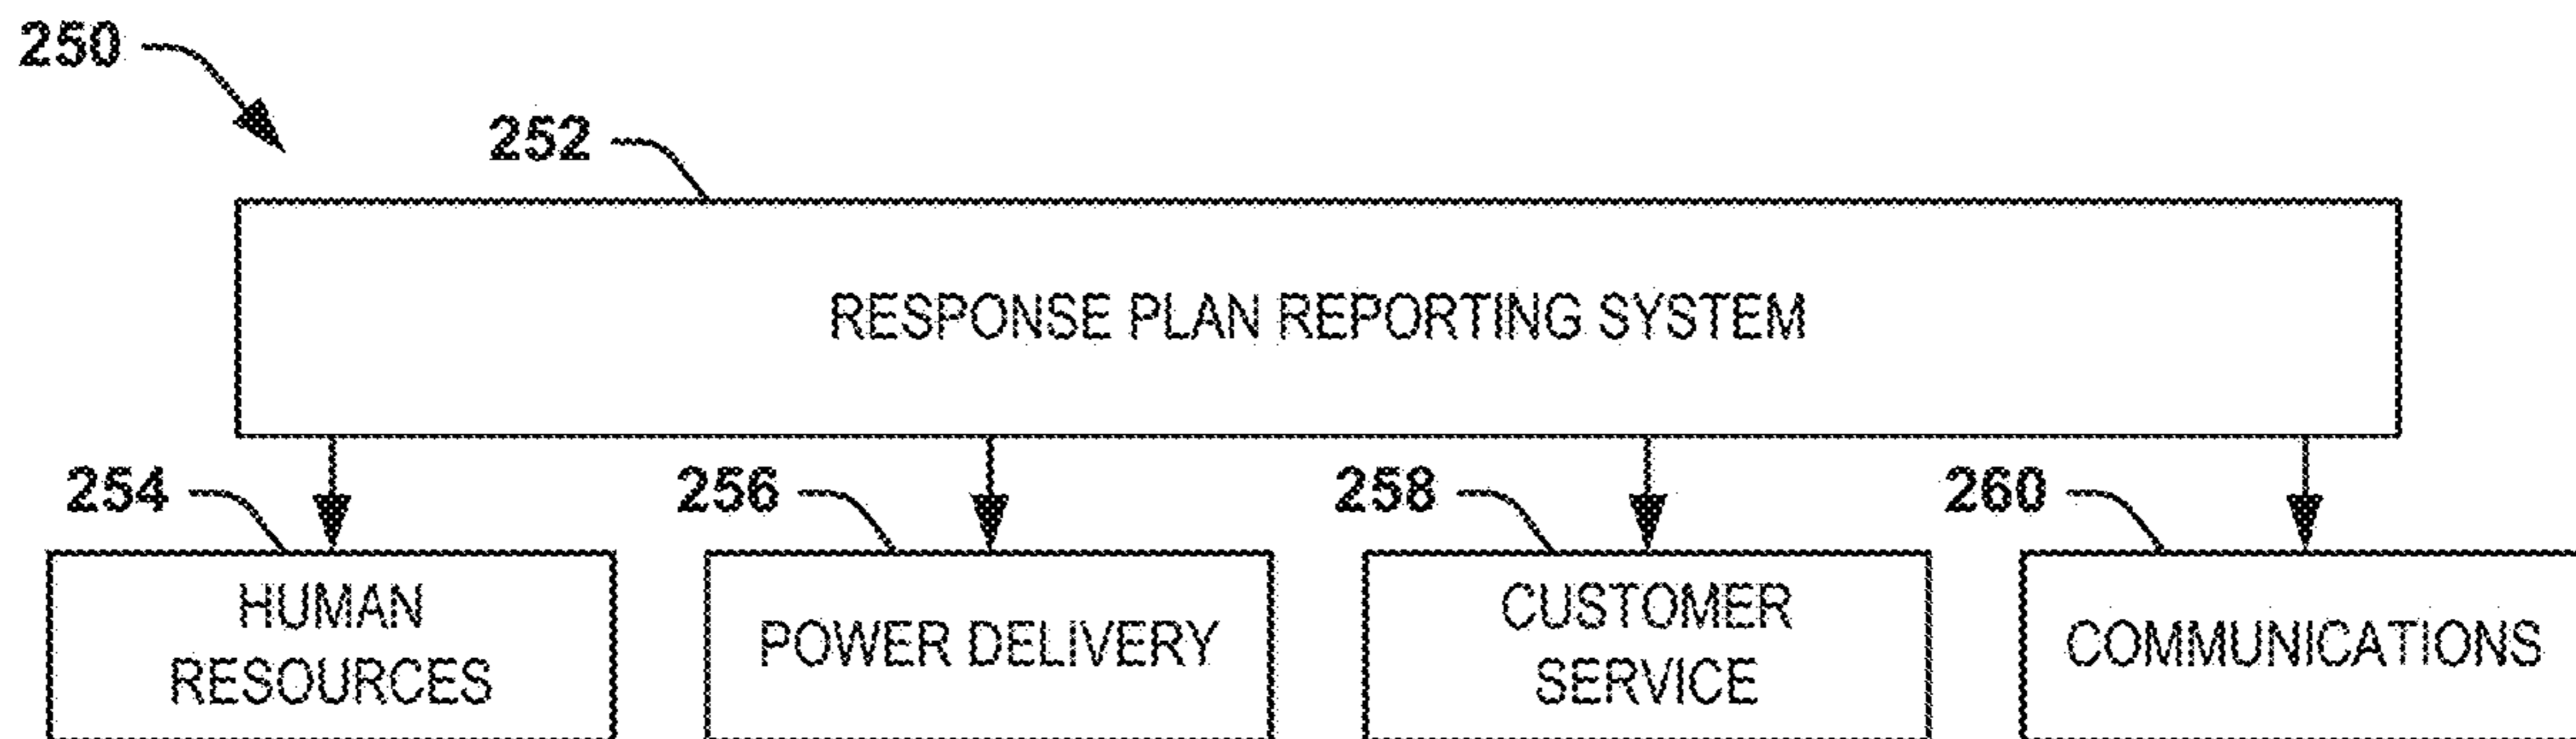 250
252
RESPONSE PLAN REPORTING SYSTEM
254
256
258
260
HUMAN
RESOURCES
POWER DELIVERY
CUSTOMER
SERVICE
COMMUNICATIONS